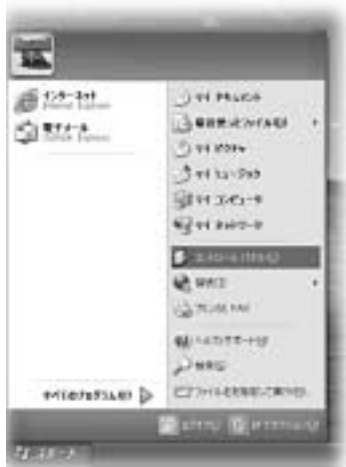 インターネット
Internet Explorer
電子メール
Outlook Express
すべてのプログラム(P)
マイ ドキュメント
最近使ったファイル(D)
マイ ピクチャ
マイ ミュージック
マイ コンピュータ
マイ ネットワーク
コントロール パネル(C)
接続(T)
プリンタと FAX
ヘルプとサポート(H)
検索(S)
ファイル名を指定して実行(R)...
ログオフ(L)
終了オプション(U)
スタート